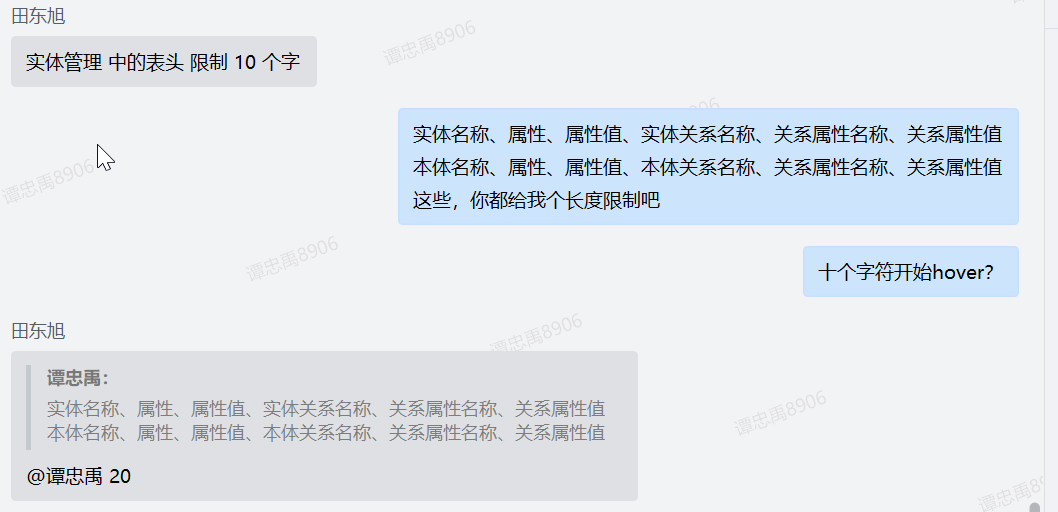 田东旭
谭忠禹8906
实体管理 中的表头 限制 10 个字
实体名称、属性、属性值、实体关系名称、关系属性名称、关系属性值
本体名称、属性、属性值、本体关系名称、关系属性名称、关系属性值
这些，你都给我个长度限制吧
谭忠禹8906
谭忠禹8906
十个字符开始hover？
田东旭
谭忠禹8906
谭忠禹：
实体名称、属性、属性值、实体关系名称、关系属性名称、关系属性值
本体名称、属性、属性值、本体关系名称、关系属性名称、关系属性值
谭忠禹8906
@谭忠禹 20
谭忠禹8906